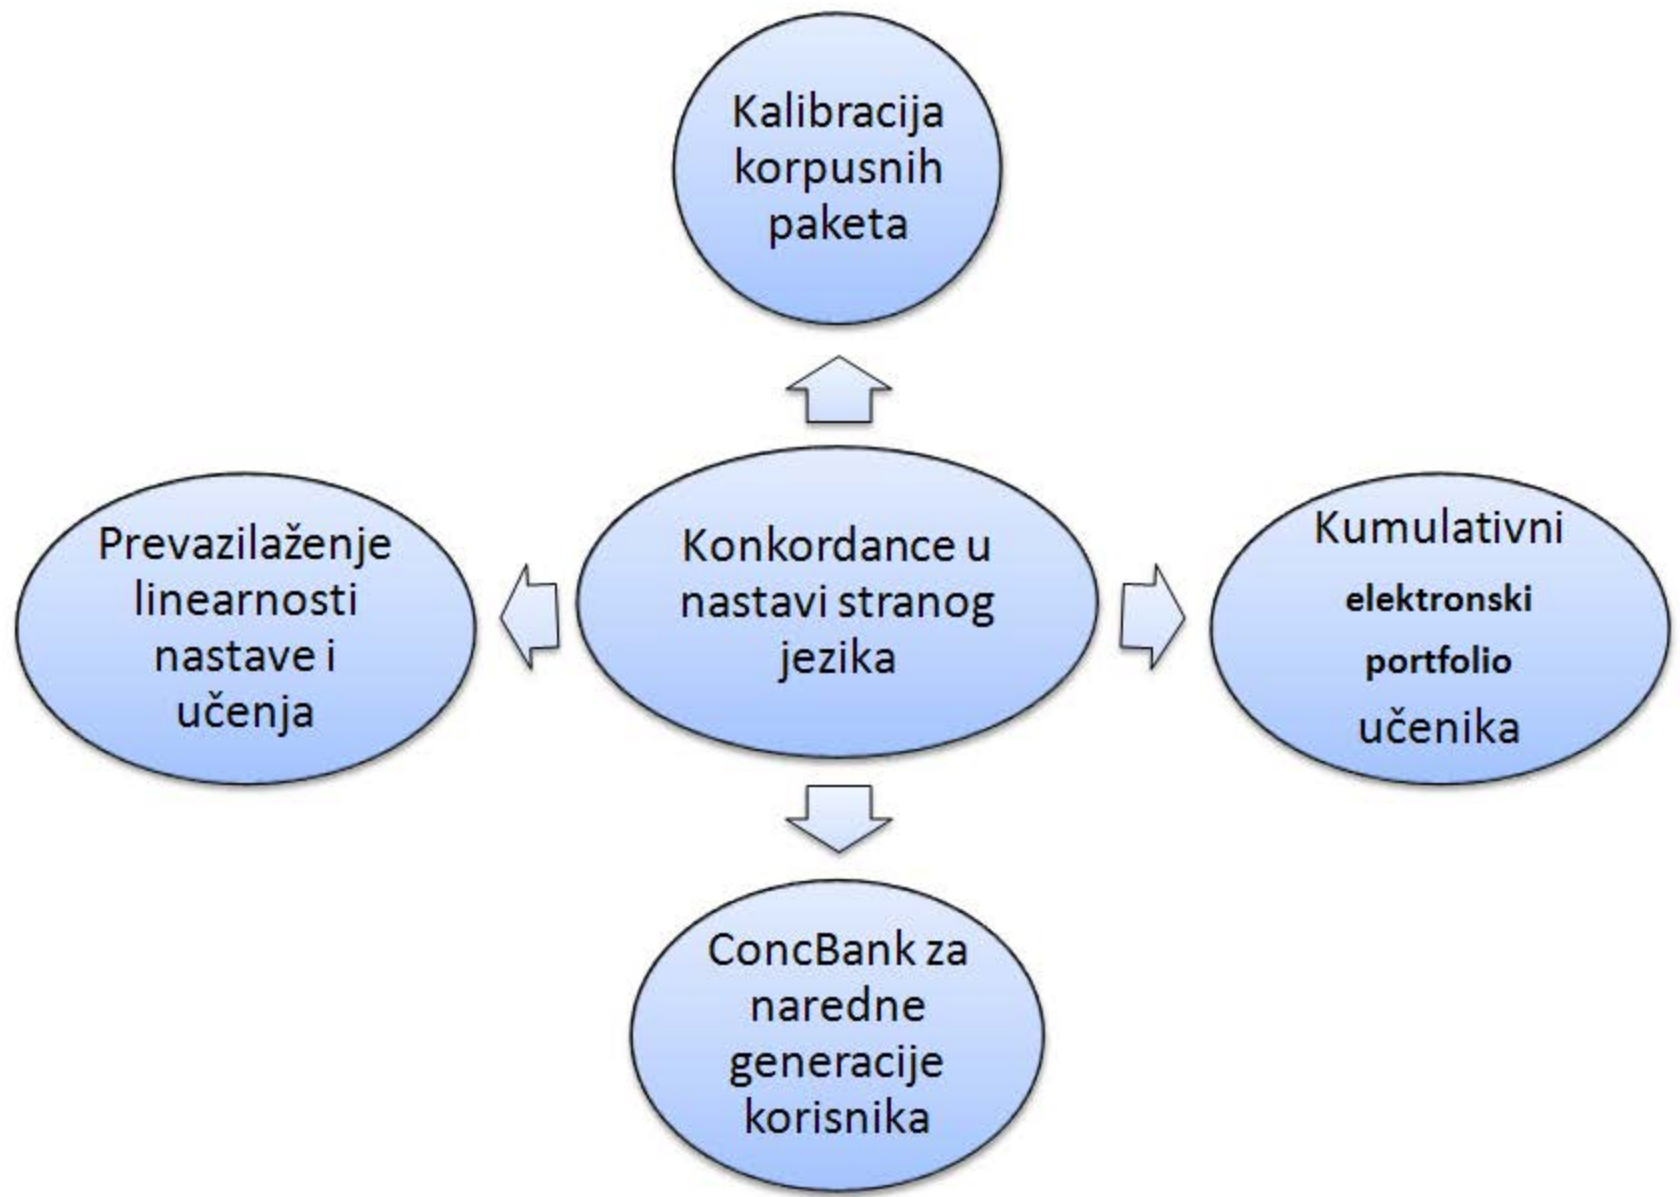 Kalibracija
korpusnih
paketa
Prevazilaženje
linearnosti
nastave i
učenja
Konkordance u
nastavi stranog
jezika
Kumulativni
elektronski
portfolio
učenika
ConcBank za
naredne
generacije
korisnika